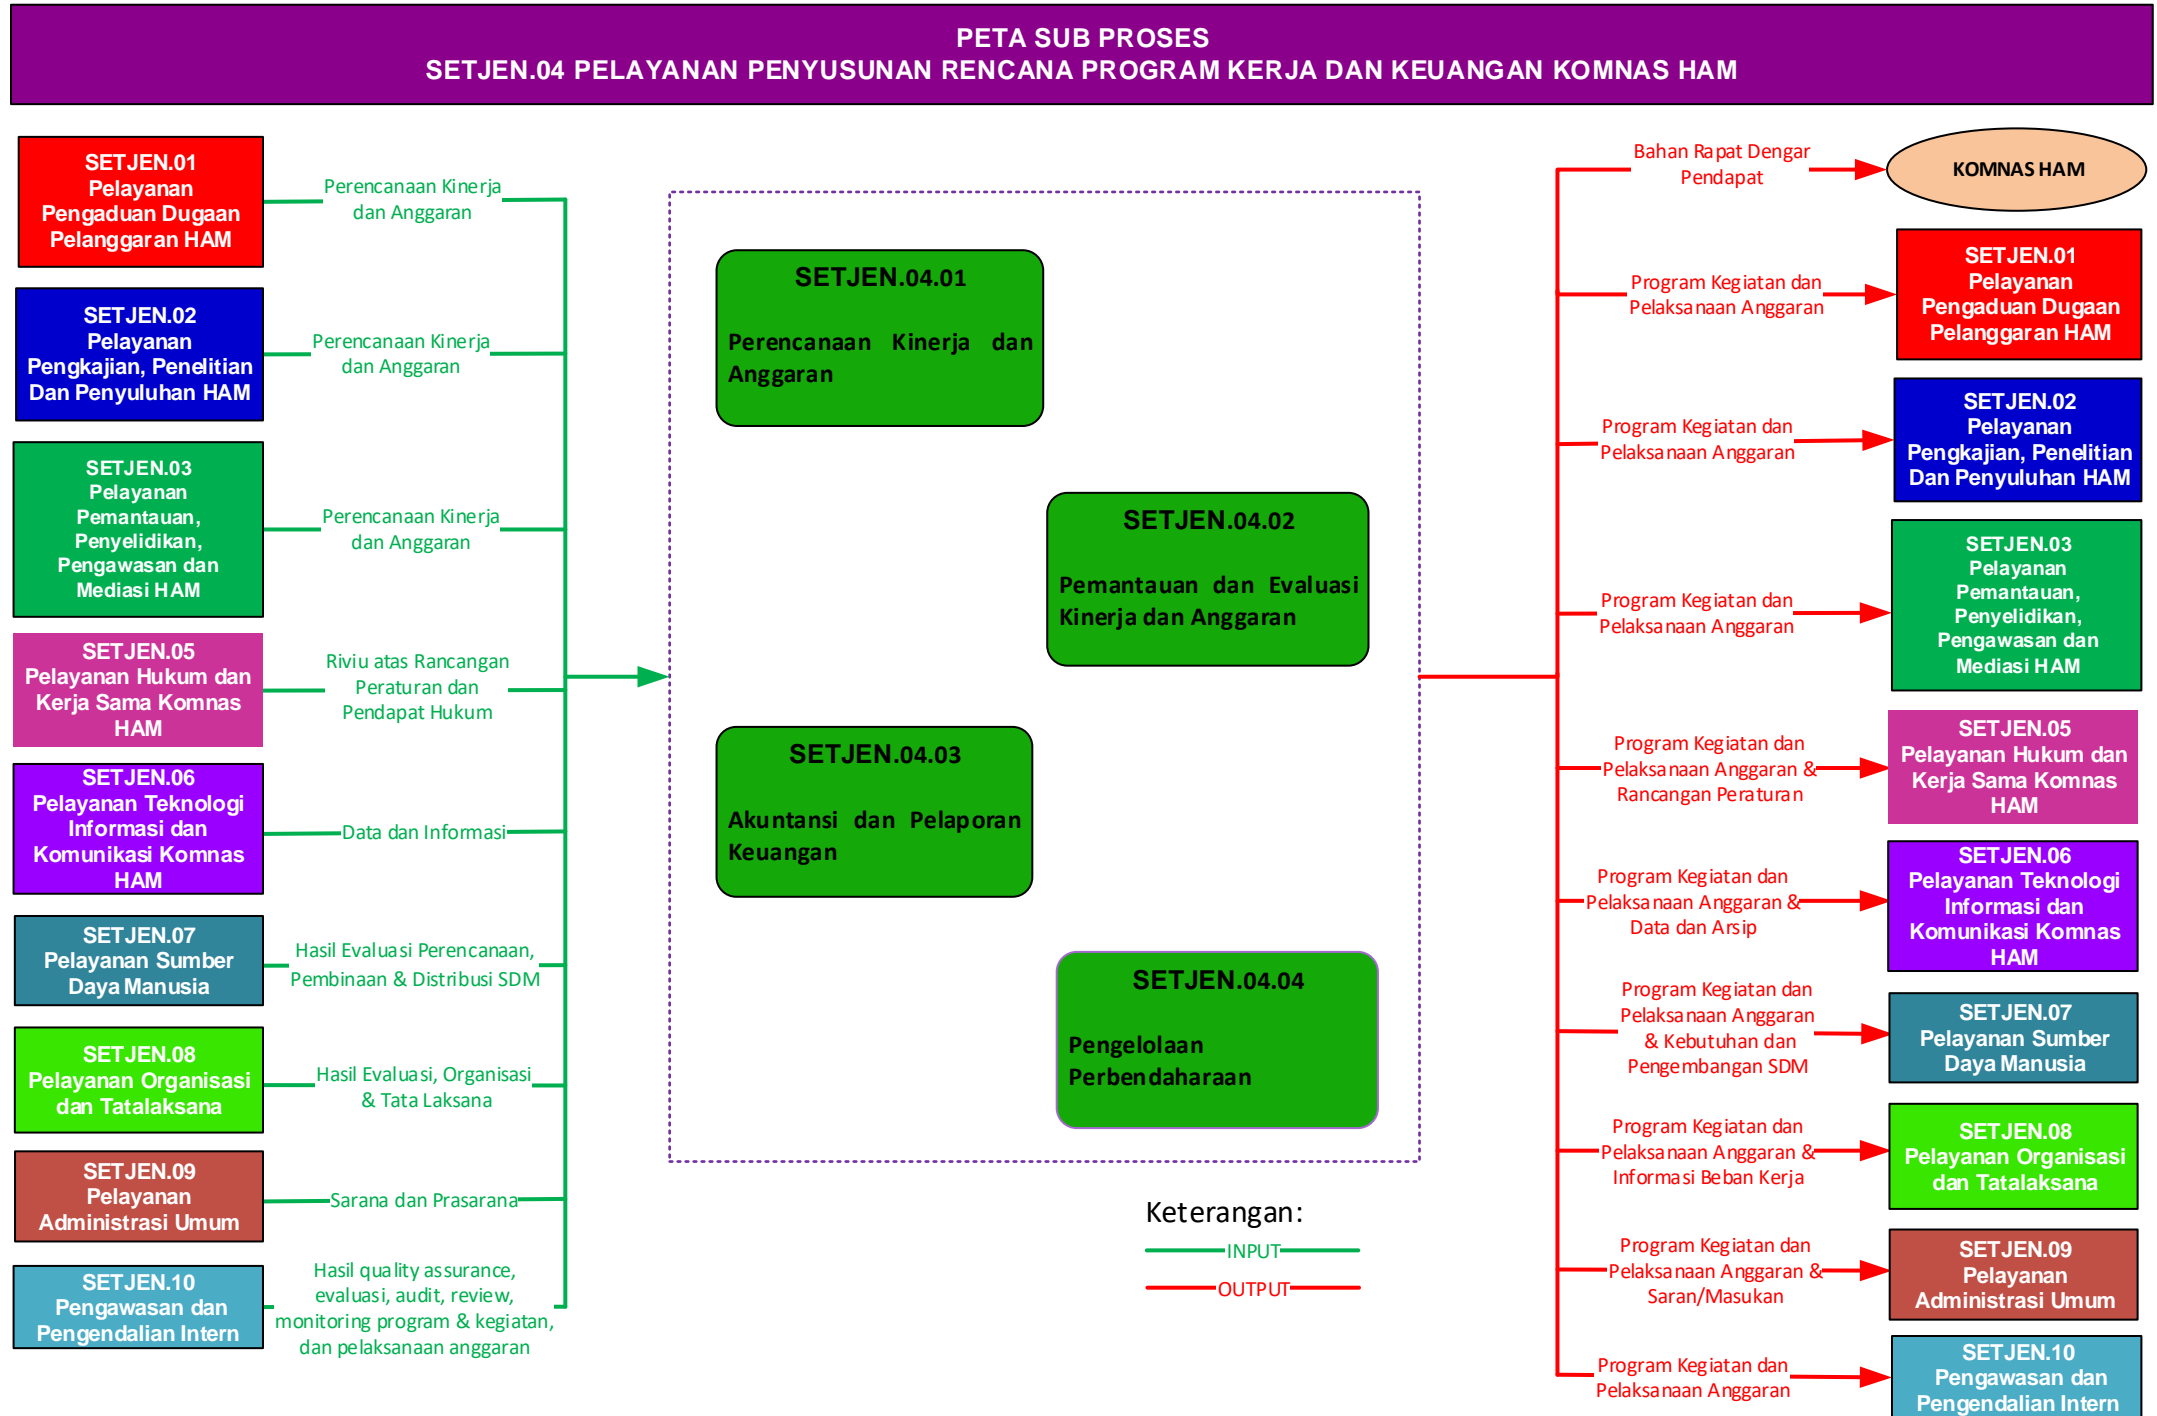 PETA SUB PROSES
SETJEN.04 PELAYANAN PENYUSUNAN RENCANA PROGRAM KERJA DAN KEUANGAN KOMNAS HAM
SETJEN.01
Pelayanan
Pengaduan Dugaan
Pelanggaran HAM
Perencanaan Kinerja
dan Anggaran
SETJEN.02
Pelayanan
Pengkajian, Penelitian
Dan Penyuluhan HAM
Perencanaan Kinerja
dan Anggaran
SETJEN.03
Pelayanan
Pemantauan,
Penyelidikan,
Pengawasan dan
Mediasi HAM
Perencanaan Kinerja
dan Anggaran
SETJEN.05
Pelayanan Hukum dan
Kerja Sama Komnas
HAM
Riviu atas Rancangan
Peraturan dan
Pendapat Hukum
SETJEN.06
Pelayanan Teknologi
Informasi dan
Komunikasi Komnas
HAM
Data dan Informasi
SETJEN.07
Pelayanan Sumber
Daya Manusia
Hasil Evaluasi Perencanaan,
Pembinaan & Distribusi SDM
SETJEN.08
Pelayanan Organisasi
dan Tatalaksana
Hasil Evaluasi, Organisasi
& Tata Laksana
SETJEN.09
Pelayanan
Administrasi Umum
Sarana dan Prasarana
SETJEN.10
Pengawasan dan
Pengendalian Intern
Hasil quality assurance,
evaluasi, audit, review,
monitoring program & kegiatan,
dan pelaksanaan anggaran
SETJEN.04.01
Perencanaan Kinerja dan
Anggaran
SETJEN.04.02
Pemantauan dan Evaluasi
Kinerja dan Anggaran
SETJEN.04.03
Akuntansi dan Pelaporan
Keuangan
SETJEN.04.04
Pengelolaan
Perbendaharaan
Keterangan:
INPUT
OUTPUT
Bahan Rapat Dengar
Pendapat
KOMNAS HAM
Program Kegiatan dan
Pelaksanaan Anggaran
SETJEN.01
Pelayanan
Pengaduan Dugaan
Pelanggaran HAM
Program Kegiatan dan
Pelaksanaan Anggaran
SETJEN.02
Pelayanan
Pengkajian, Penelitian
Dan Penyuluhan HAM
Program Kegiatan dan
Pelaksanaan Anggaran
SETJEN.03
Pelayanan
Pemantauan,
Penyelidikan,
Pengawasan dan
Mediasi HAM
Program Kegiatan dan
Pelaksanaan Anggaran &
Rancangan Peraturan
SETJEN.05
Pelayanan Hukum dan
Kerja Sama Komnas
HAM
Program Kegiatan dan
Pelaksanaan Anggaran &
Data dan Arsip
SETJEN.06
Pelayanan Teknologi
Informasi dan
Komunikasi Komnas
HAM
Program Kegiatan dan
Pelaksanaan Anggaran
& Kebutuhan dan
Pengembangan SDM
SETJEN.07
Pelayanan Sumber
Daya Manusia
Program Kegiatan dan
Pelaksanaan Anggaran &
Informasi Beban Kerja
SETJEN.08
Pelayanan Organisasi
dan Tatalaksana
Program Kegiatan dan
Pelaksanaan Anggaran &
Saran/Masukan
SETJEN.09
Pelayanan
Administrasi Umum
Program Kegiatan dan
Pelaksanaan Anggaran
SETJEN.10
Pengawasan dan
Pengendalian Intern